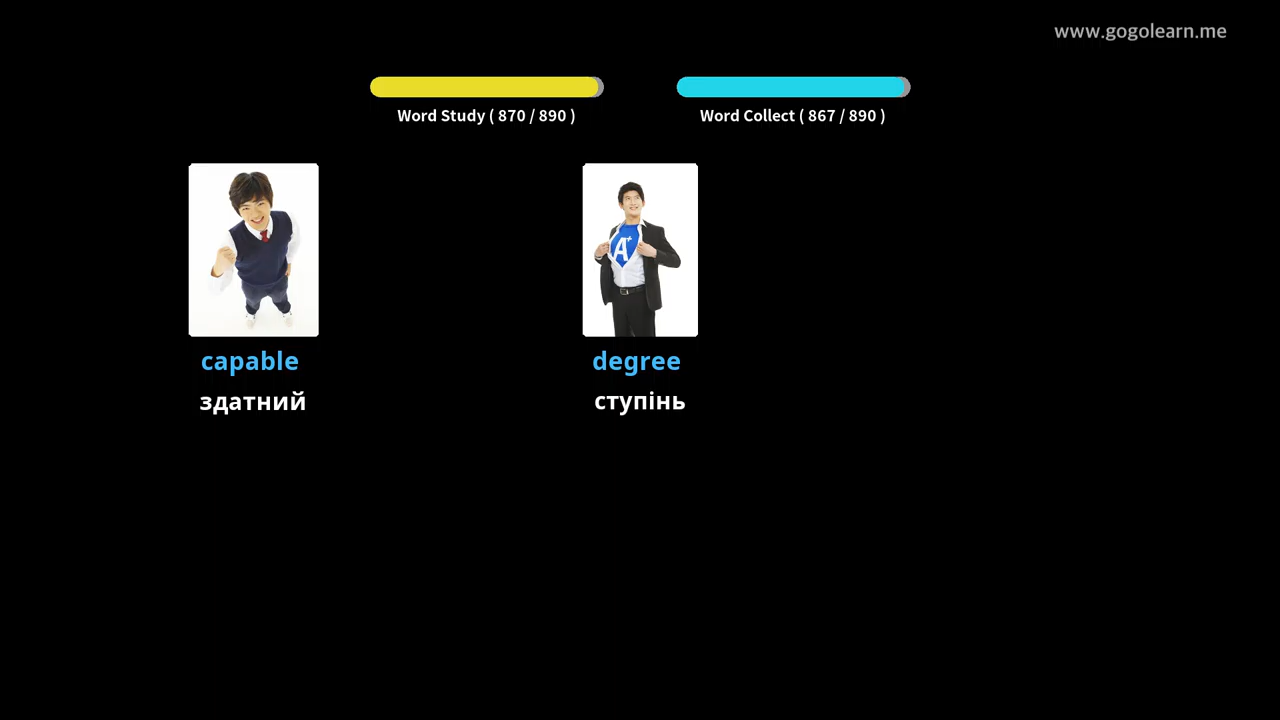 www.gogolearn.me
Word Study ( 870 / 890 )
Word Collect ( 867 / 890 )
A+
capable
degree
здатний
ступінь